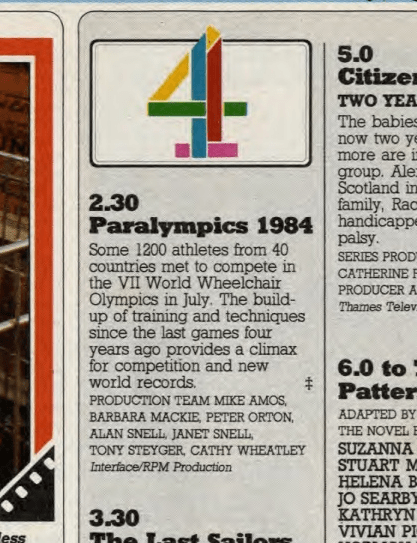 less
4
2.30
Paralympics 1984
Some 1200 athletes from 40
countries met to compete in
the VII World Wheelchair
Olympics in July. The build-
up of training and techniques
since the last games four
years ago provides a climax
for competition and new
world records. ‡
PRODUCTION TEAM MIKE AMOS,
BARBARA MACKIE, PETER ORTON,
ALAN SNELL, JANET SNELL,
TONY STEYGER, CATHY WHEATLEY
Interface/RPM Production
3.30
The Last Sailors
5.0
TWO YEA
The babies
now two ye
more are i
group. Ale
Scotland in
family, Rac
handicappe
palsy.
SERIES PROD
CATHERINE
PRODUCER A
Thames Telev
6.0 to
Patter
ADAPTED BY
THE NOVEL
SUZANNA
STUART M
HELENA B
JO SEARBY
KATHRYN
VIVIAN PI